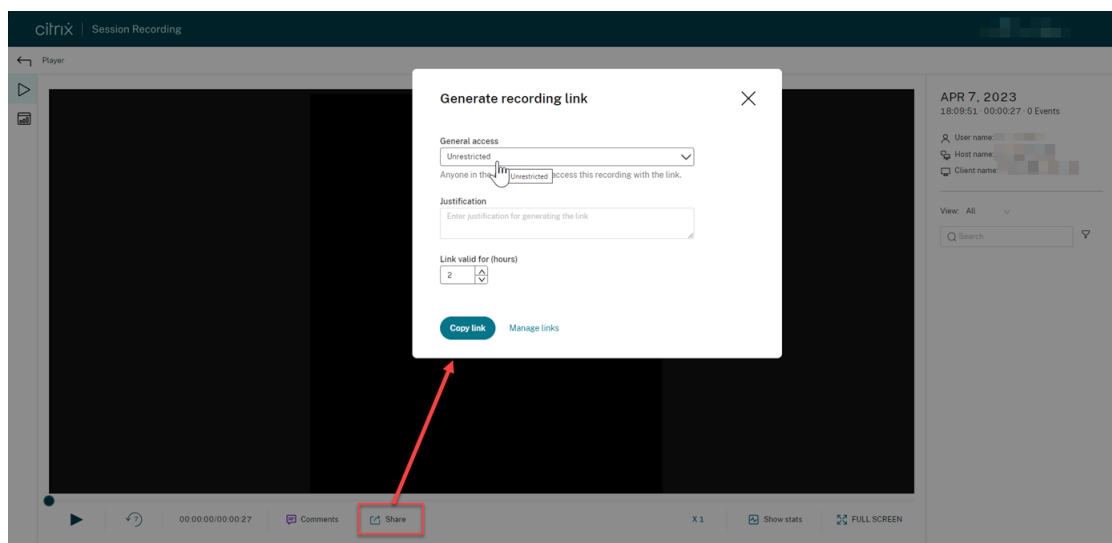 citrix | Session Recording
Player
Generate recording link
General access
Unrestricted
Anyone in the access this recording with the link.
Unrestricted
Justification
Enter justification for generating the link
Link valid for (hours)
2
Copy link Manage links
APR 7, 2023
18:09:51 · 00:00:27 · 0 Events
User name:
Host name:
Client name:
View: All
Search
7 00:00:00/00:00:27 Comments Share X 1 Show stats FULL SCREEN